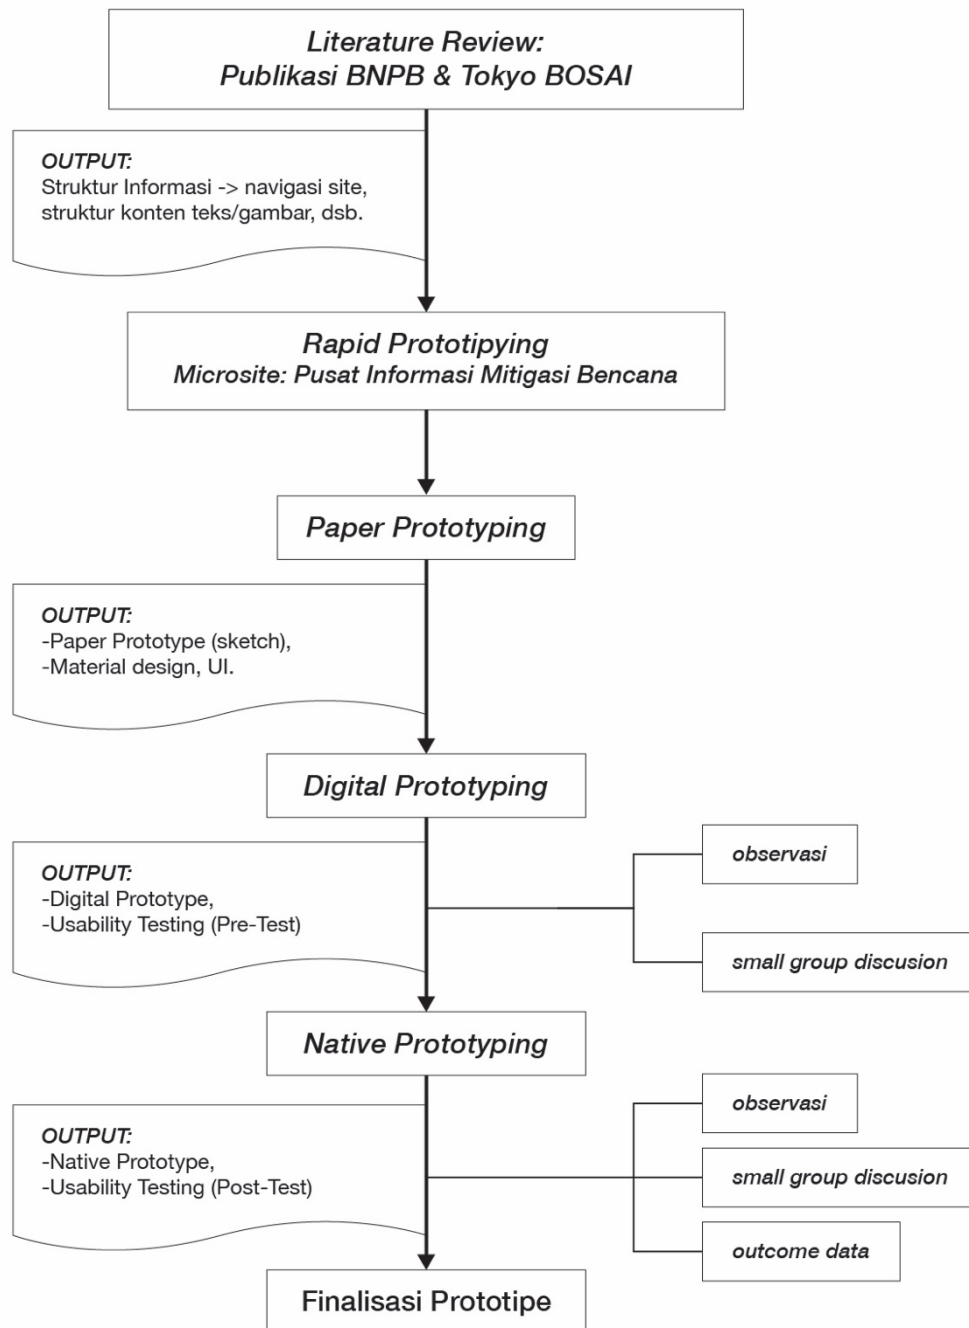 Literature Review:
Publikasi BNPB & Tokyo BOSAI
OUTPUT:
Struktur Informasi -> navigasi site,
struktur konten teks/gambar, dsb.
Rapid Prototipying
Microsite: Pusat Informasi Mitigasi Bencana
Paper Prototyping
OUTPUT:
-Paper Prototype (sketch),
-Material design, UI.
Digital Prototyping
OUTPUT:
-Digital Prototype,
-Usability Testing (Pre-Test)
observasi
small group discusion
Native Prototyping
OUTPUT:
-Native Prototype,
-Usability Testing (Post-Test)
observasi
small group discusion
outcome data
Finalisasi Prototipe